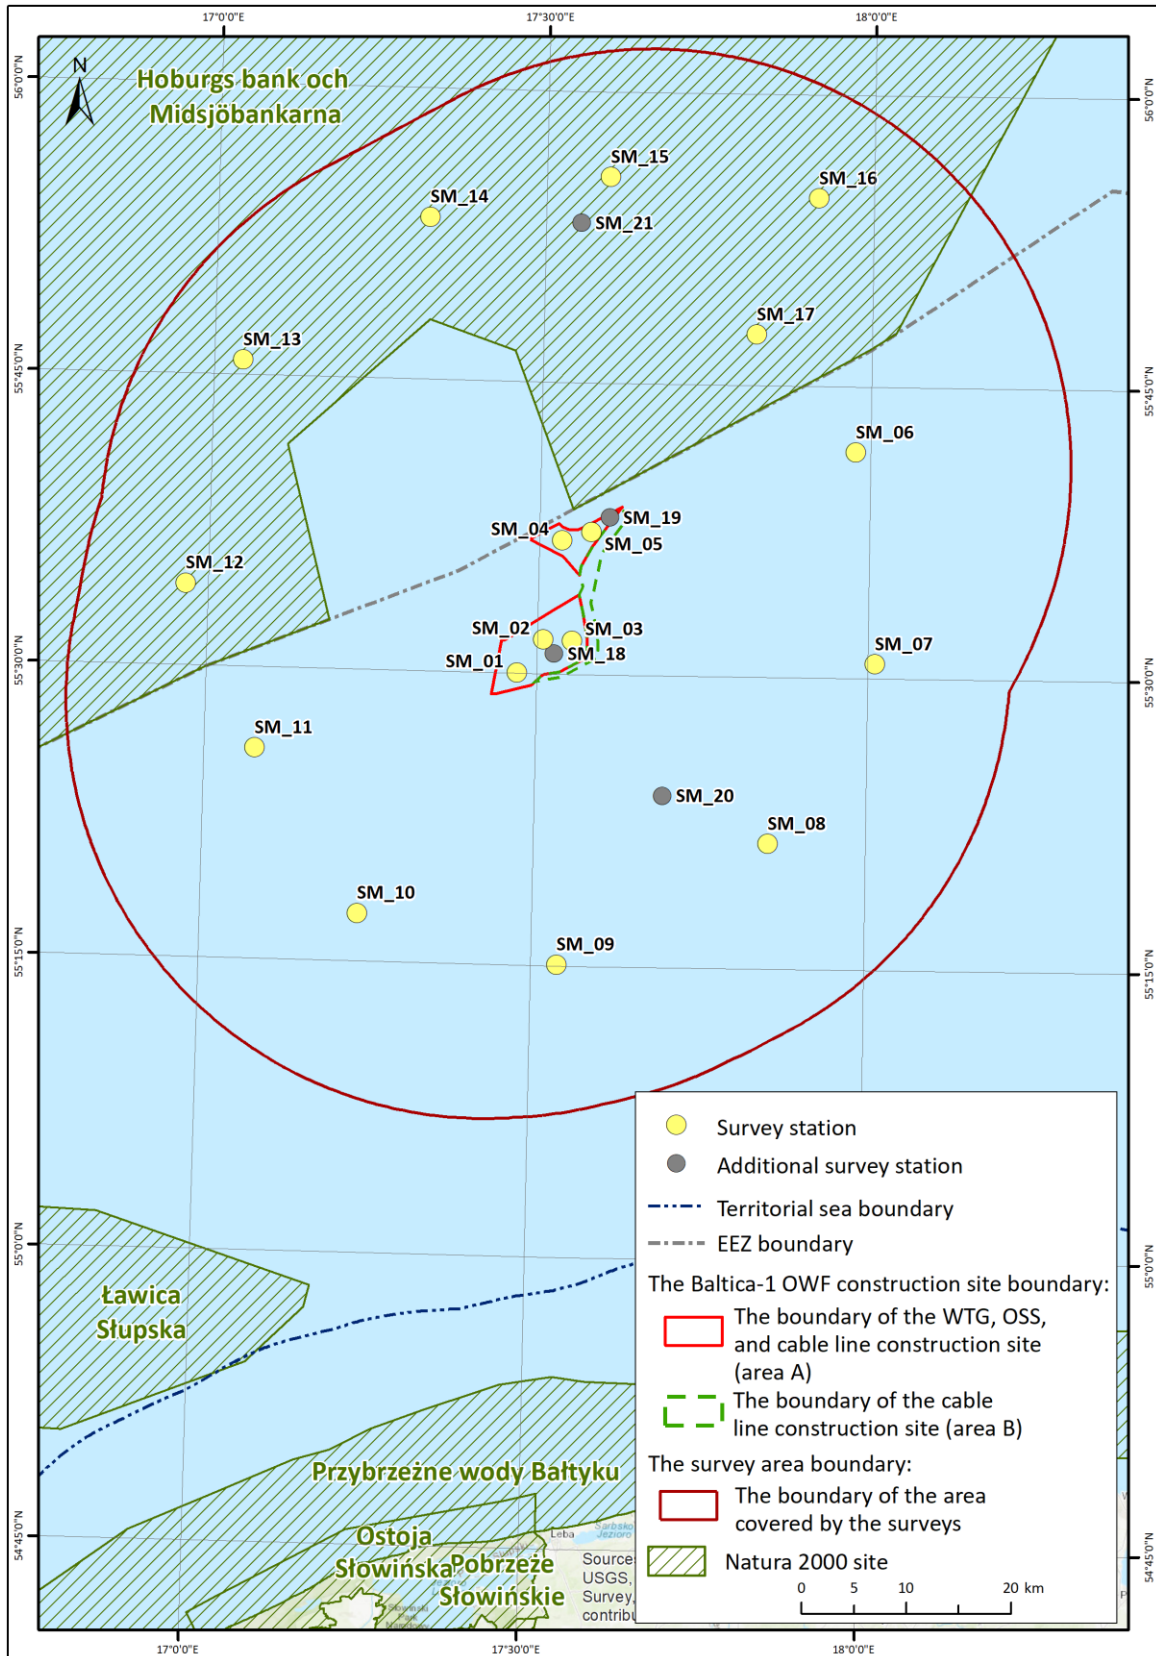 17°0'0"E
17°30'0"E
18°0'0"E
56°0'0"N
56°0'0"N
N
Hoburgs bank och
Midsjöbankarna
SM_15
SM_16
SM_14
SM_21
SM_17
SM_13
55°45'0"N
55°45'0"N
SM_06
SM_19
SM_04
SM_05
SM_12
SM_02
SM_03
SM_18
SM_01
SM_07
55°30'0"N
55°30'0"N
SM_11
SM_20
SM_08
SM_10
SM_09
55°15'0"N
55°15'0"N
Survey station
Additional survey station
Territorial sea boundary
EEZ boundary
The Baltica-1 OWF construction site boundary:
The boundary of the WTG, OSS,
and cable line construction site
(area A)
The boundary of the cable
line construction site (area B)
The survey area boundary:
The boundary of the area
covered by the surveys
Natura 2000 site
0 5 10 20 km
55°0'0"N
55°0'0"N
Ławica
Słupska
Przybrzeżne wody Bałtyku
Ostoja
Słowińska
Pobrzeże
Słowińskie
Łeba
Sarbsko
Jezioro
Słowiński
Park
Source
USGS,
Survey,
contribu
54°45'0"N
54°45'0"N
17°0'0"E
17°30'0"E
18°0'0"E